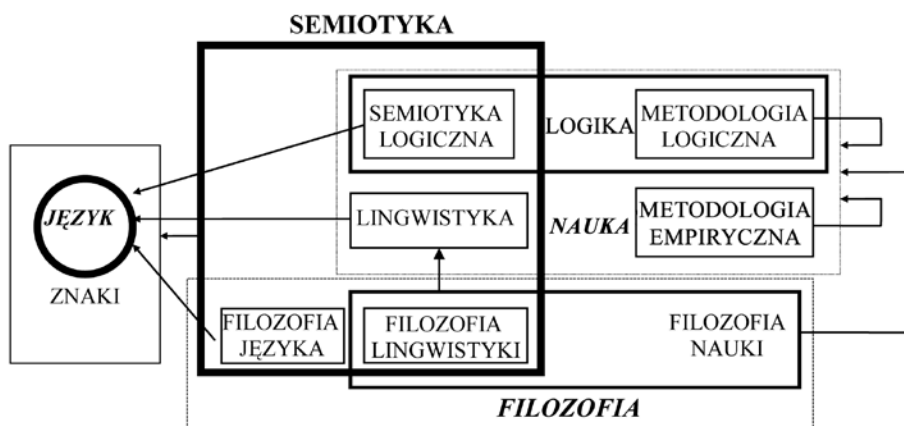 SEMIOTYKA
SEMIOTYKA
LOGICZNA
LOGIKA
METODOLOGIA
LOGICZNA
JĘZYK
ZNAKI
LINGWISTYKA
NAUKA
METODOLOGIA
EMPIRYCZNA
FILOZOFIA
JĘZYKA
FILOZOFIA
LINGWISTYKI
FILOZOFIA
NAUKI
FILOZOFIA